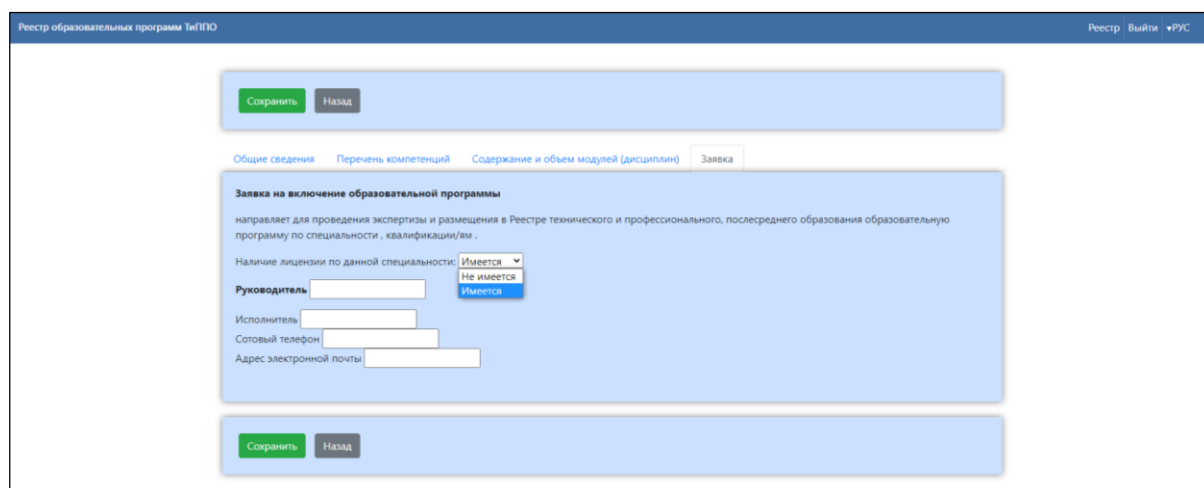 Реестр образовательных программ ТиППО
Реестр Выйти ▾РУС
Сохранить Назад
Общие сведения Перечень компетенций Содержание и объем модулей (дисциплин) Заявка
Заявка на включение образовательной программы
направляет для проведения экспертизы и размещения в Реестре технического и профессионального, послесреднего образования образовательную
программу по специальности , квалификации/ям .
Наличие лицензии по данной специальности: Имеется
Не имеется
Имеется
Руководитель
Исполнитель
Сотовый телефон
Адрес электронной почты
Сохранить Назад